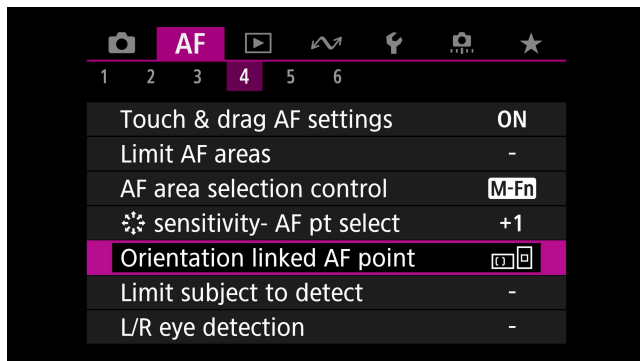 AF
1 2 3 4 5 6
Touch & drag AF settings ON
Limit AF areas -
AF area selection control M-Fn
sensitivity- AF pt select +1
Orientation linked AF point
Limit subject to detect -
L/R eye detection -